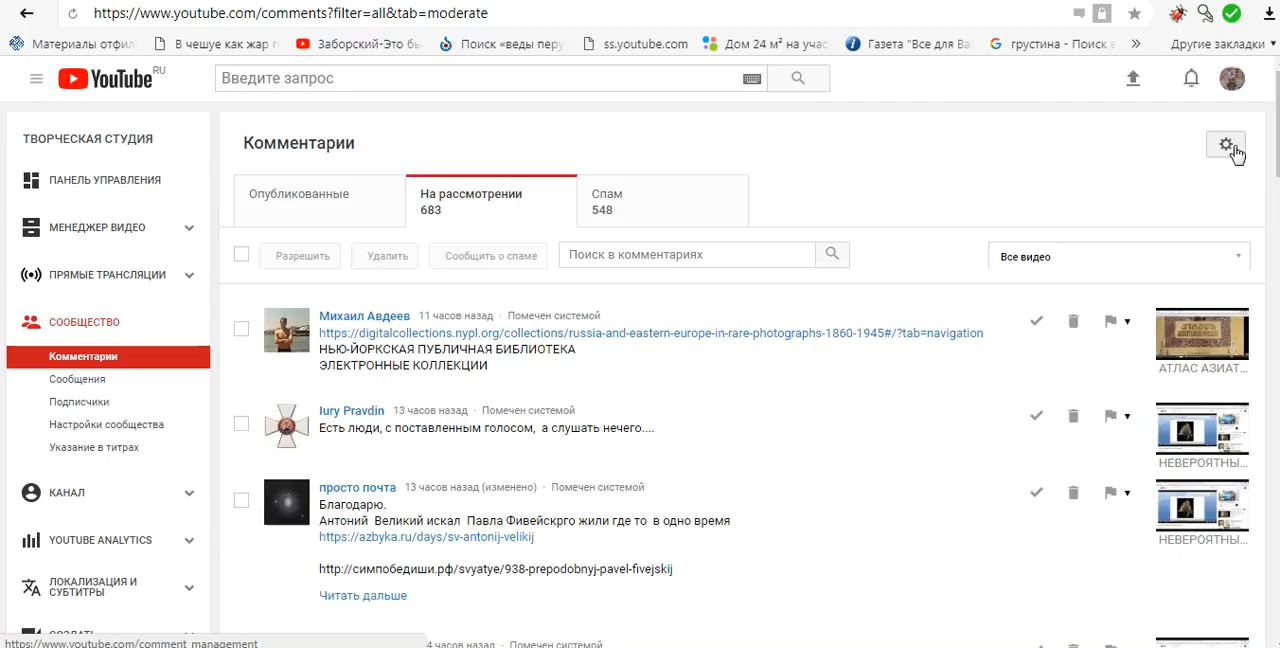 https://www.youtube.com/comments?filter=all&tab=moderate
Материалы отфил
В чешуе как жар г
Заборский-Это бы
Поиск «веды перу
ss.youtube.com
Дом 24 м² на учас
Газета "Все для Ва
грустина - Поиск в
»
Другие закладки
YouTube RU
Введите запрос
ТВОРЧЕСКАЯ СТУДИЯ
ПАНЕЛЬ УПРАВЛЕНИЯ
МЕНЕДЖЕР ВИДЕО
ПРЯМЫЕ ТРАНСЛЯЦИИ
СООБЩЕСТВО
Комментарии
Сообщения
Подписчики
Настройки сообщества
Указание в титрах
КАНАЛ
YOUTUBE ANALYTICS
ЛОКАЛИЗАЦИЯ И
СУБТИТРЫ
Комментарии
Опубликованные
На рассмотрении
683
Спам
548
Разрешить
Удалить
Сообщить о спаме
Поиск в комментариях
Все видео
Михаил Авдеев 11 часов назад · Помечен системой
https://digitalcollections.nypl.org/collections/russia-and-eastern-europe-in-rare-photographs-1860-1945#/?tab=navigation
НЬЮ-ЙОРКСКАЯ ПУБЛИЧНАЯ БИБЛИОТЕКА
ЭЛЕКТРОННЫЕ КОЛЛЕКЦИИ
АТЛАС АЗИАТ...
Iury Pravdin 13 часов назад · Помечен системой
Есть люди, с поставленным голосом, а слушать нечего....
НЕВЕРОЯТНЫ...
просто почта 13 часов назад (изменено) · Помечен системой
Благодарю.
Антоний Великий искал Павла Фивейскрго жили где то в одно время
https://azbyka.ru/days/sv-antonij-velikij
http://симпобедиши.рф/svyatye/938-prepodobnyj-pavel-fivejskij
Читать дальше
НЕВЕРОЯТНЫ...
4 часов назад · Помечен системой
https://www.youtube.com/comment_management